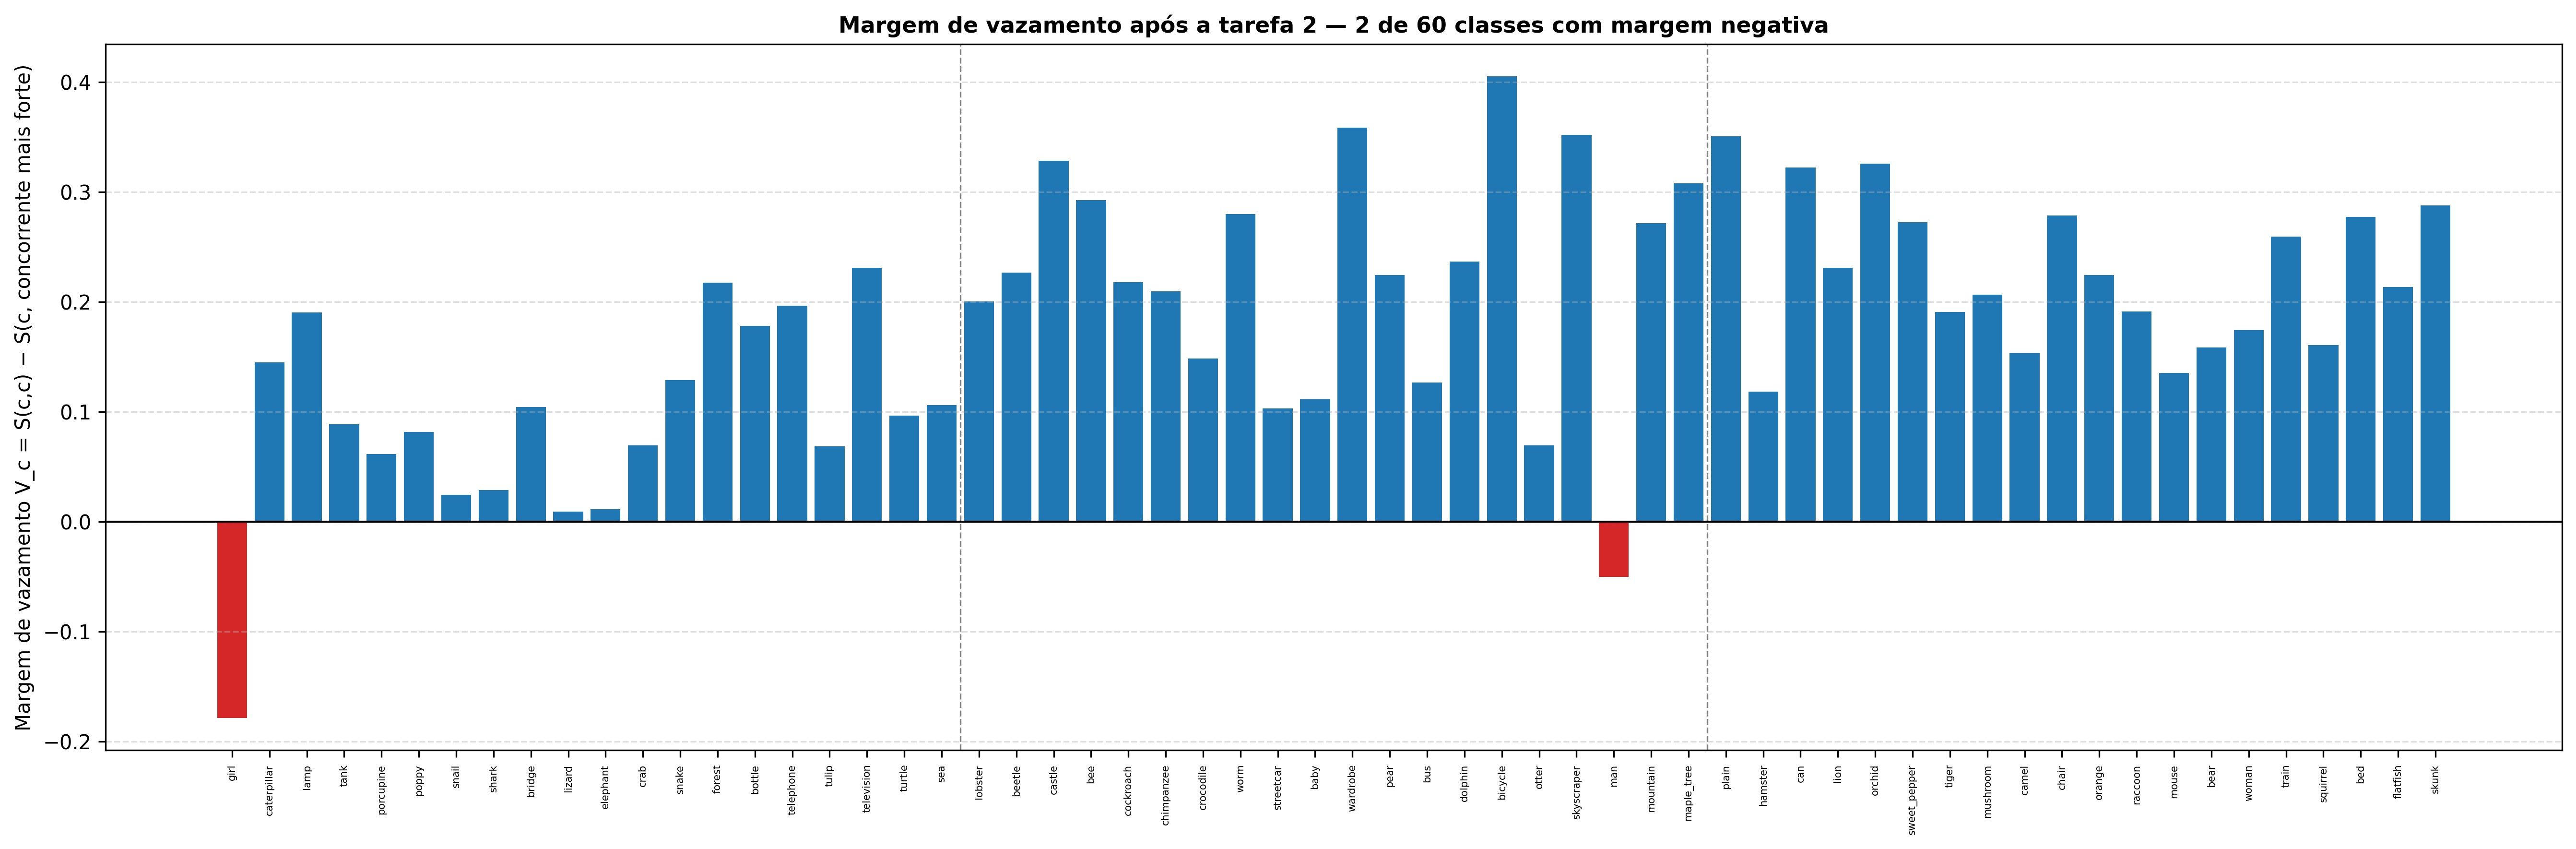 Margem de vazamento após a tarefa 2 — 2 de 60 classes com margem negativa
Margem de vazamento V_c = S(c,c) − S(c, concorrente mais forte)
0.4
0.3
0.2
0.1
0.0
−0.1
−0.2
girl
caterpillar
lamp
tank
porcupine
poppy
snail
shark
bridge
lizard
elephant
crab
snake
forest
bottle
telephone
tulip
television
turtle
sea
lobster
beetle
castle
bee
cockroach
chimpanzee
crocodile
worm
streetcar
baby
wardrobe
pear
bus
dolphin
bicycle
otter
skyscraper
man
mountain
maple_tree
plain
hamster
can
lion
orchid
sweet_pepper
tiger
mushroom
camel
chair
orange
raccoon
mouse
bear
woman
train
squirrel
bed
flatfish
skunk